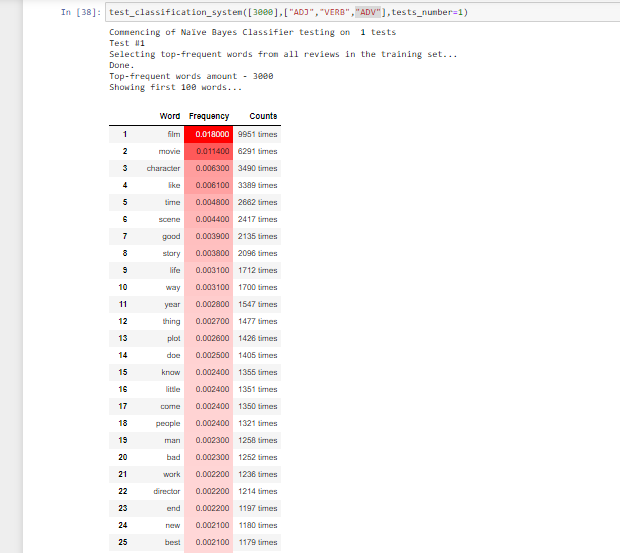 In [38]: test_classification_system([3000],["ADJ","VERB","ADV"],tests_number=1)
Commencing of Naïve Bayes Classifier testing on  1 tests
Test #1
Selecting top-frequent words from all reviews in the training set...
Done.
Top-frequent words amount - 3000
Showing first 100 words...
Word Frequency Counts
1 film 0.018000 9951 times
2 movie 0.011400 6291 times
3 character 0.006300 3490 times
4 like 0.006100 3389 times
5 time 0.004800 2662 times
6 scene 0.004400 2417 times
7 good 0.003900 2135 times
8 story 0.003800 2096 times
9 life 0.003100 1712 times
10 way 0.003100 1700 times
11 year 0.002800 1547 times
12 thing 0.002700 1477 times
13 plot 0.002600 1426 times
14 doe 0.002500 1405 times
15 know 0.002400 1355 times
16 little 0.002400 1351 times
17 come 0.002400 1350 times
18 people 0.002400 1321 times
19 man 0.002300 1258 times
20 bad 0.002300 1252 times
21 work 0.002200 1236 times
22 director 0.002200 1214 times
23 end 0.002200 1197 times
24 new 0.002100 1180 times
25 best 0.002100 1179 times